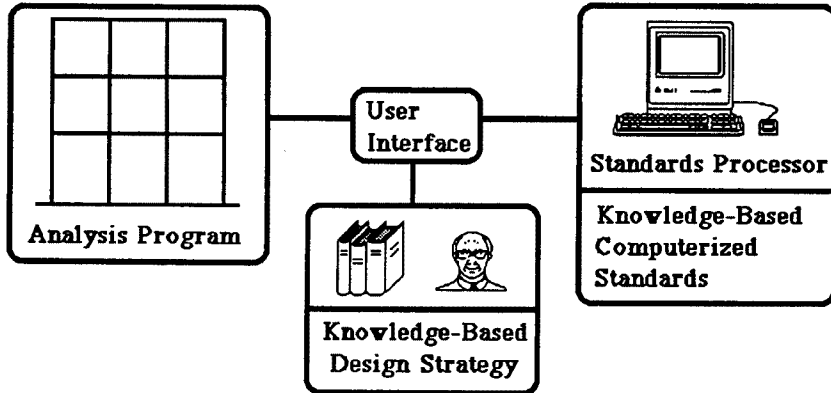 User
Interface
Analysis Program
Standards Processor
Knowledge-Based
Computerized
Standards
Knowledge-Based
Design Strategy